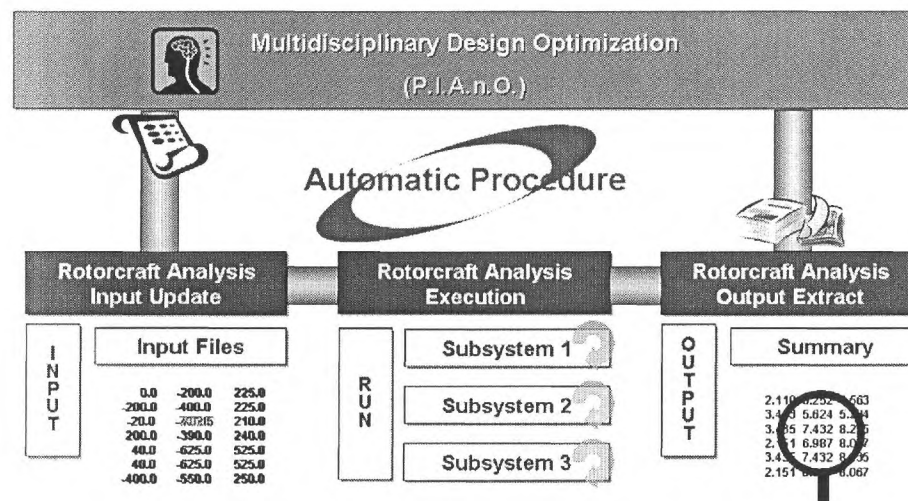 Multidisciplinary Design Optimization
(P.I.A.n.O.)
Automatic Procedure
Rotorcraft Analysis
Input Update
Rotorcraft Analysis
Execution
Rotorcraft Analysis
Output Extract
INPUT
Input Files
0.0 -200.0 225.0
-200.0 -400.0 225.0
-20.0 210.0
200.0 -390.0 240.0
40.0 -625.0 525.0
40.0 -625.0 525.0
-400.0 -550.0 250.0
RUN
Subsystem 1
Subsystem 2
Subsystem 3
OUTPUT
Summary
2.110
5.624
7.432
6.987
7.432
2.151 8.067